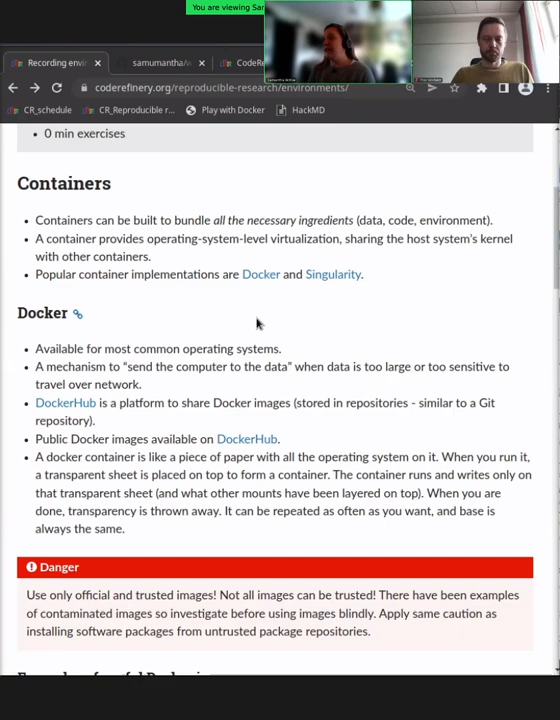 You are viewing Sa
Recording envi
samumantha/
CodeRe
coderefinery.org/reproducible-research/environments/
CR_schedule
CR_Reproducible r...
Play with Docker
HackMD
0 min exercises
Containers
Containers can be built to bundle all the necessary ingredients (data, code, environment).
A container provides operating-system-level virtualization, sharing the host system's kernel
with other containers.
Popular container implementations are Docker and Singularity.
Docker
Available for most common operating systems.
A mechanism to "send the computer to the data" when data is too large or too sensitive to
travel over network.
DockerHub is a platform to share Docker images (stored in repositories - similar to a Git
repository).
Public Docker images available on DockerHub.
A docker container is like a piece of paper with all the operating system on it. When you run it,
a transparent sheet is placed on top to form a container. The container runs and writes only on
that transparent sheet (and what other mounts have been layered on top). When you are
done, transparency is thrown away. It can be repeated as often as you want, and base is
always the same.
Danger
Use only official and trusted images! Not all images can be trusted! There have been examples
of contaminated images so investigate before using images blindly. Apply same caution as
installing software packages from untrusted package repositories.